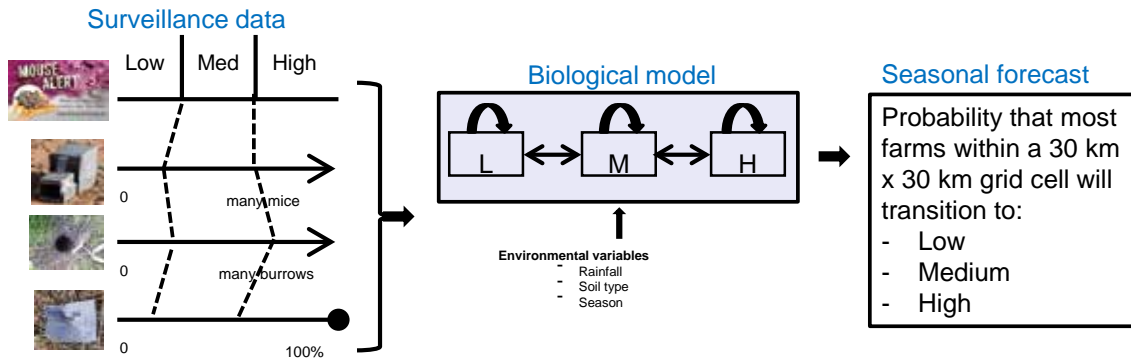 Surveillance data
Low Med High
MOUSE
ALERT
0 many mice
0 many burrows
0 100%
Biological model
L M H
Environmental variables
- Rainfall
- Soil type
- Season
Seasonal forecast
Probability that most
farms within a 30 km
x 30 km grid cell will
transition to:
- Low
- Medium
- High